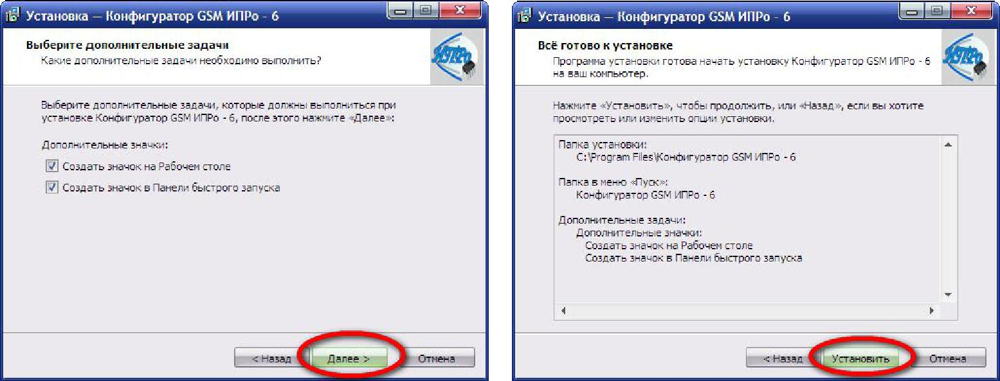 Установка — Конфигуратор GSM ИПРо - 6
Выберите дополнительные задачи
Какие дополнительные задачи необходимо выполнить?
ИПРо
Выберите дополнительные задачи, которые должны выполниться при
установке Конфигуратор GSM ИПРо - 6, после этого нажмите «Далее»:
Дополнительные значки:
Создать значок на Рабочем столе
Создать значок в Панели быстрого запуска
< Назад
Далее >
Отмена
Установка — Конфигуратор GSM ИПРо - 6
Всё готово к установке
Программа установки готова начать установку Конфигуратор GSM ИПРо - 6
на ваш компьютер.
ИПРо
Нажмите «Установить», чтобы продолжить, или «Назад», если вы хотите
просмотреть или изменить опции установки.
Папка установки:
C:\Program Files\Конфигуратор GSM ИПРо - 6
Папка в меню «Пуск»:
Конфигуратор GSM ИПРо - 6
Дополнительные задачи:
Дополнительные значки:
Создать значок на Рабочем столе
Создать значок в Панели быстрого запуска
< Назад
Установить
Отмена